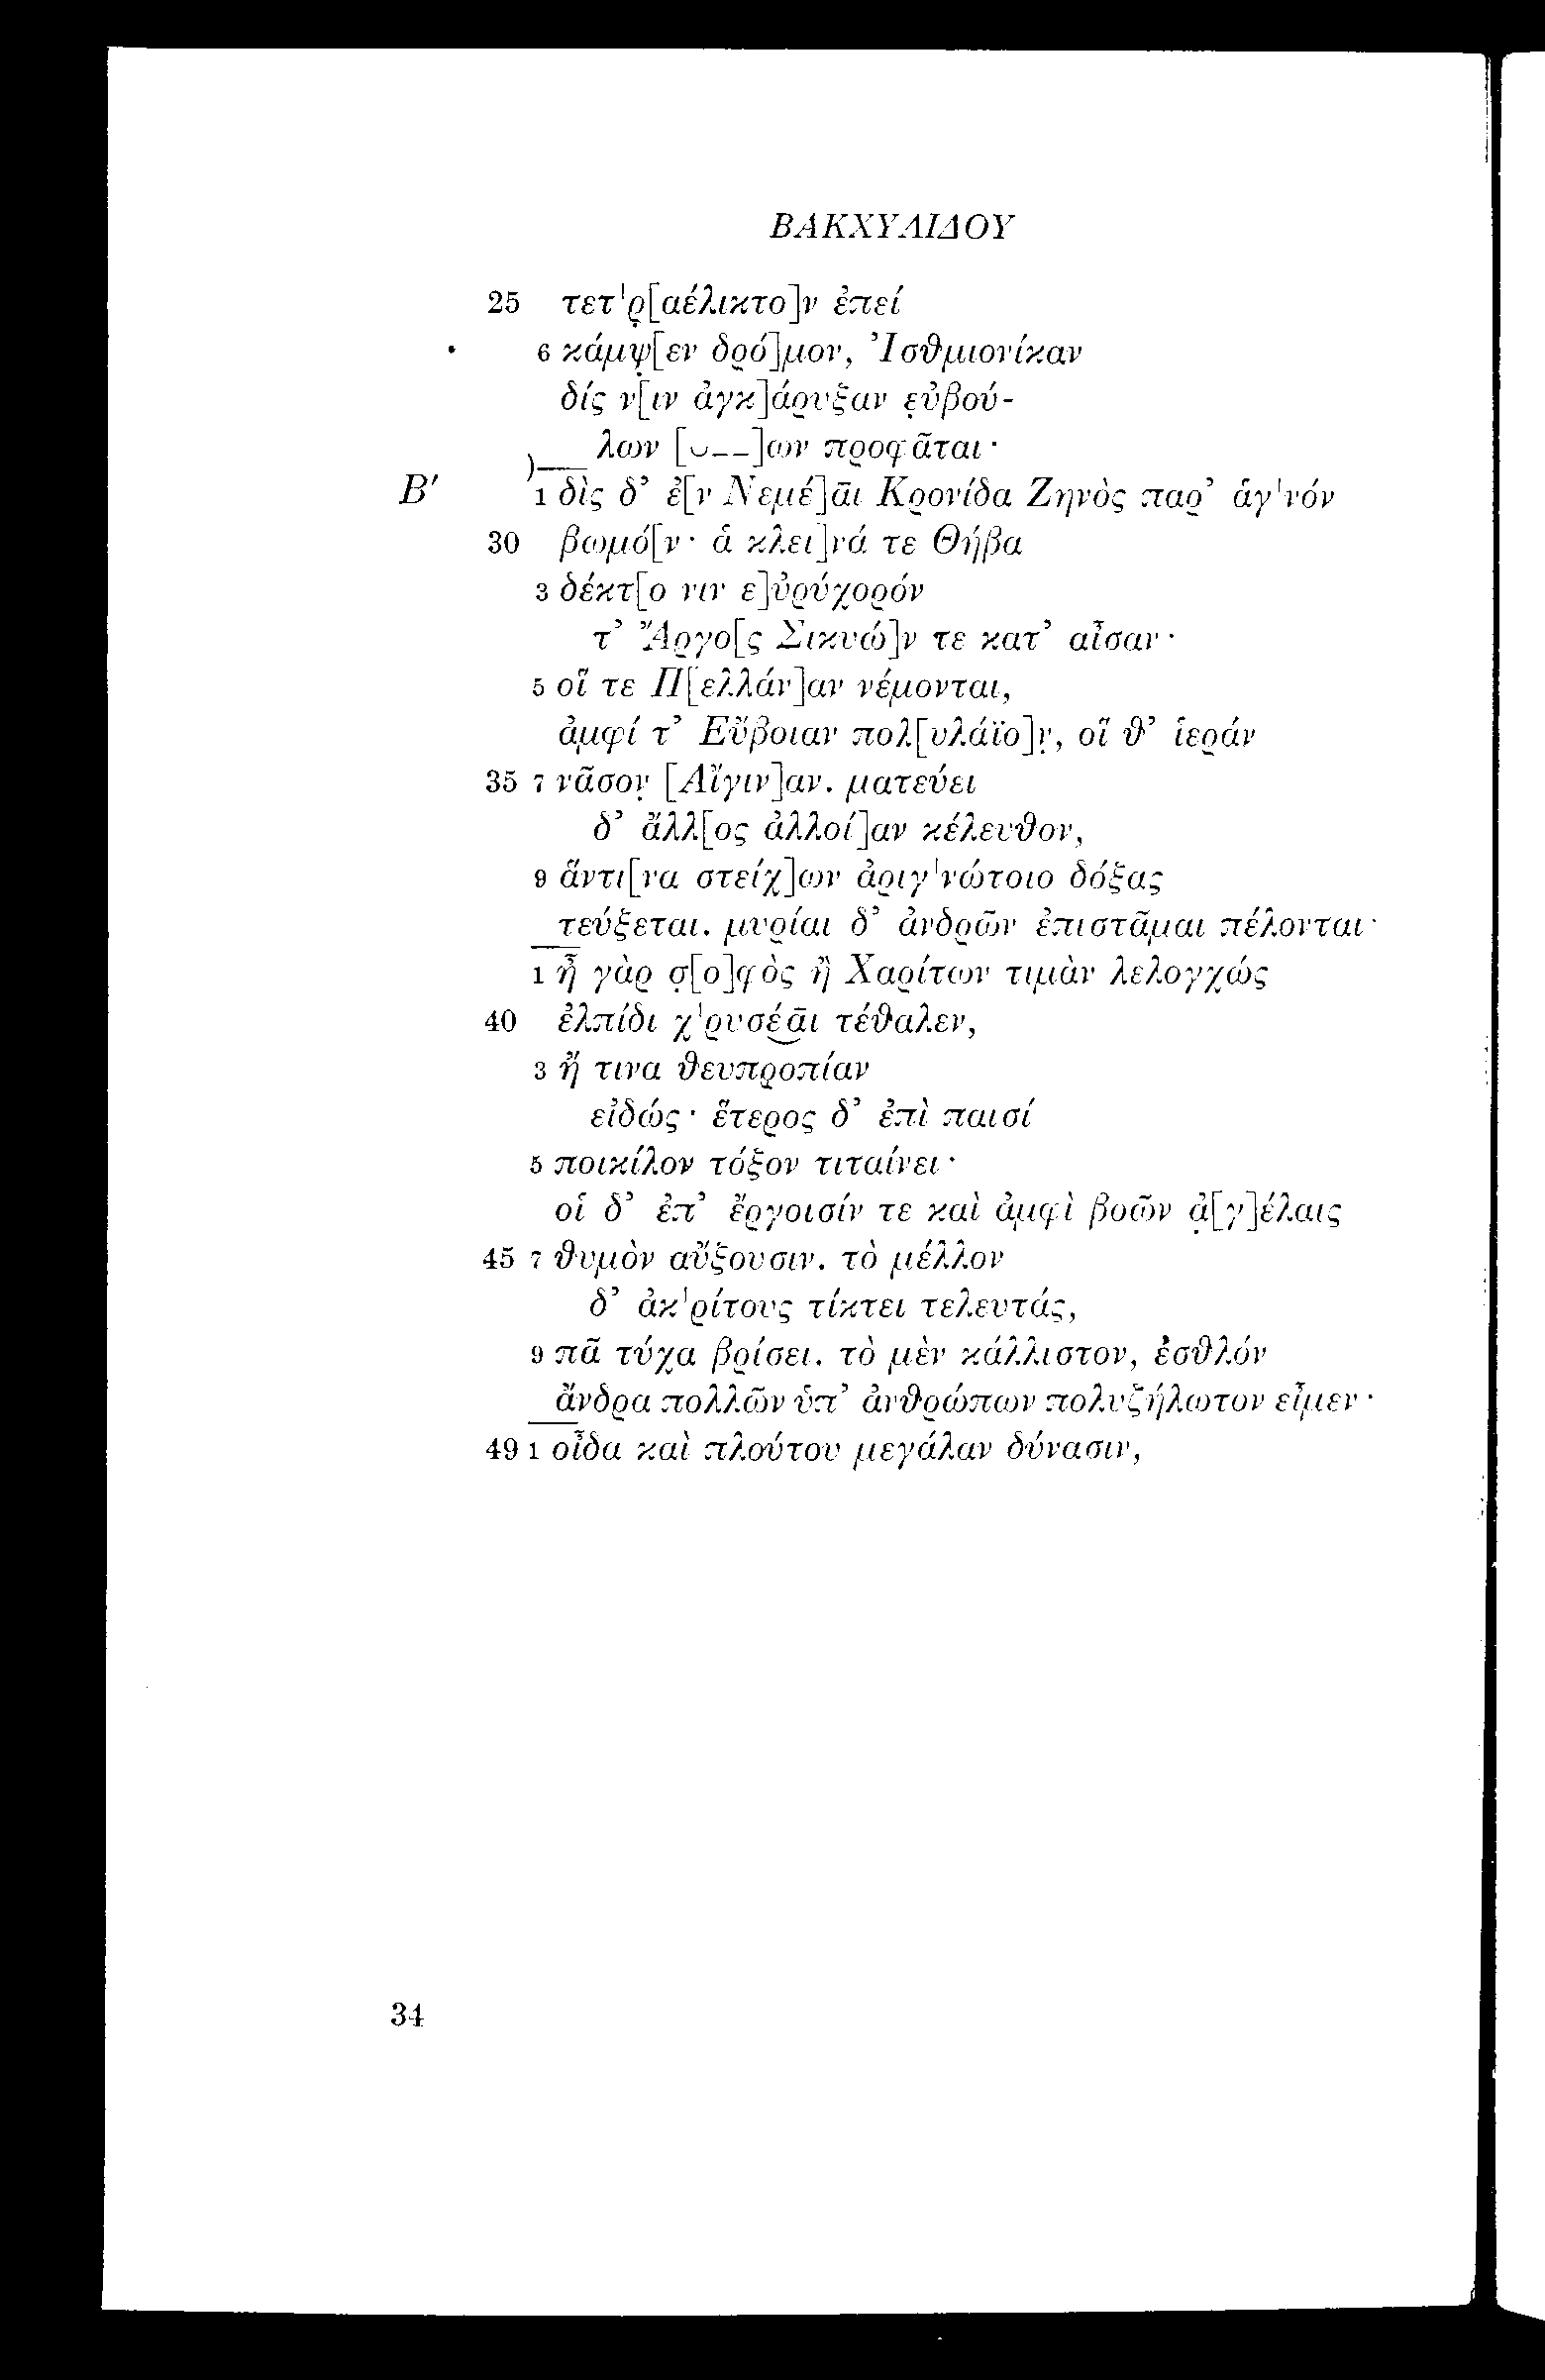 ΒΑΚΧΥΛΙΔΟΥ
25 τετ'ρ̣[αέλικτο]ν ἐπεί
6 κάμψ̣[εν δρό]μον, Ἰσθμιονίκαν
δίς ν[ιν ἀγκ]άρυξαν ε̣ὐβού-
λων [⏑––]ων προφᾶται·
Β′ 1 δὶς δ’ ἐ[ν Νεμέ]ᾱι Κρονίδα Ζηνὸς παρ’ ἁγ'νόν
30 βωμό[ν· ἁ κλει]νά τε Θήβα
3 δέκτ[ο νιν ε]ὐρύχορόν
τ’ Ἄργο[ς Σικυώ]ν τε κατ’ αἶσαν·
5 οἵ τε Π[ελλάν]αν νέμονται,
ἀμφί τ’ Εὔβοιαν πολ[υλάϊο]ν̣, οἵ θ’ ἱεράν
35 7 νᾶσον̣ [Αἴγιν]αν. ματεύει
δ’ ἄλλ[ος ἀλλοί]αν κέλευθον,
9 ἅντι[να στείχ]ων ἀριγ'νώτοιο δόξας
τεύξεται. μυρίαι δ’ ἀνδρῶν ἐπιστᾶμαι πέλονται·
1 ἦ γὰρ σ̣[ο]φὸς ἢ Χαρίτων τιμὰν λελογχώς
40 ἐλπίδι χ'ρυσέ͜ᾱι τέθαλεν,
3 ἤ τινα θευπροπίαν
εἰδώς· ἕτερος δ’ ἐπὶ παισί
5 ποικίλον τόξον τιταίνει·
οἱ δ’ ἐπ’ ἔργοισίν τε καὶ ἀμφὶ βοῶν ἀ̣[γ]έλαις
45 7 θυμὸν αὔξουσιν. τὸ μέλλον
δ’ ἀκ'ρίτους τίκτει τελευτάς,
9 πᾶ τύχα βρίσει. τὸ μὲν κάλλιστον, ἐσθλόν
ἄνδρα πολλῶν ὑπ’ ἀνθρώπων πολυζήλωτον εἶμεν·
49 1 οἶδα καὶ πλούτου μεγάλαν δύνασιν,
34